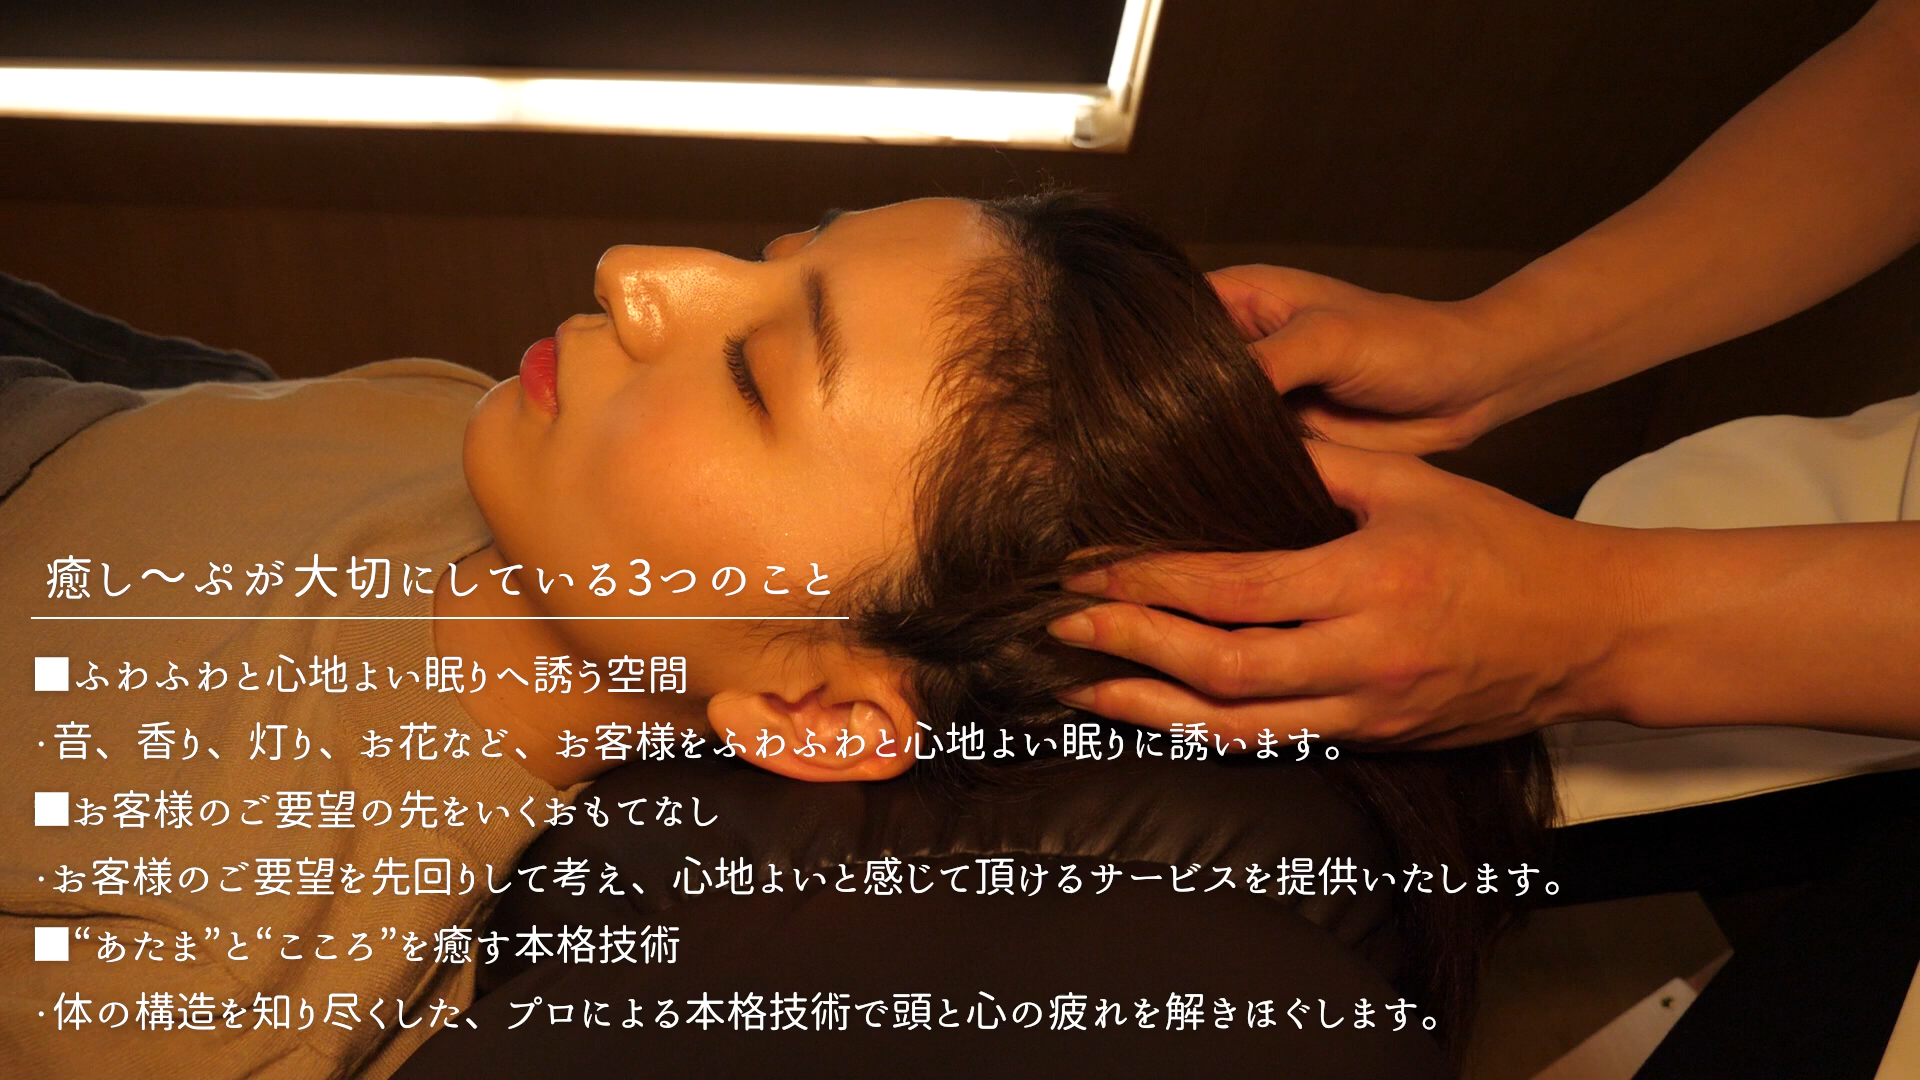 癒し～ぷが大切にしている3つのこと
■ふわふわと心地よい眠りへ誘う空間
・音、香り、灯り、お花など、お客様をふわふわと心地よい眠りに誘います。
■お客様のご要望の先をいくおもてなし
・お客様のご要望を先回りして考え、心地よいと感じて頂けるサービスを提供いたします。
■“あたま”と“こころ”を癒す本格技術
・体の構造を知り尽くした、プロによる本格技術で頭と心の疲れを解きほぐします。